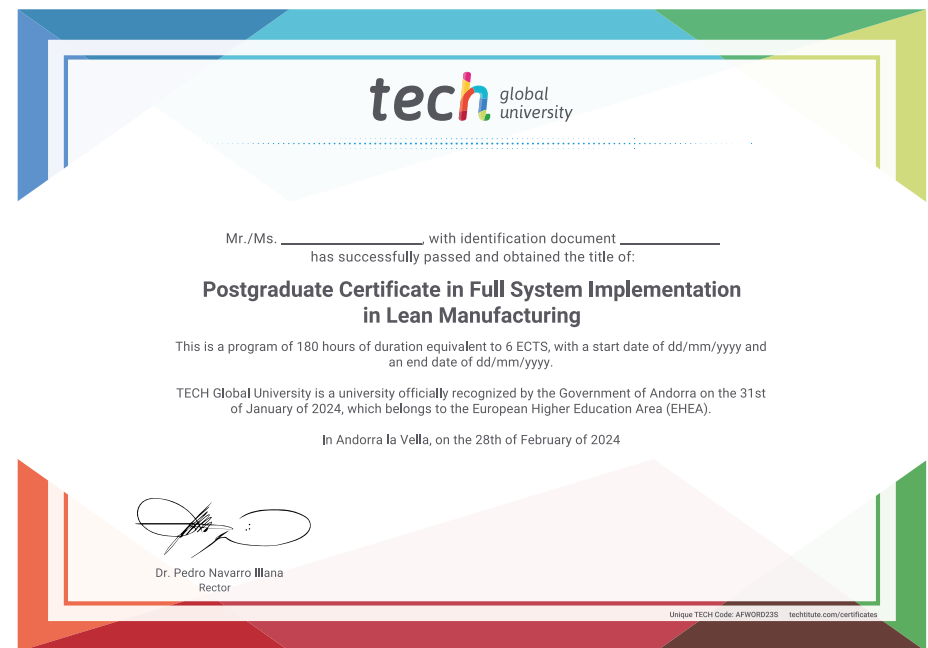 tech global
university
Mr./Ms. ____________________, with identification document ______________
has successfully passed and obtained the title of:
Postgraduate Certificate in Full System Implementation
in Lean Manufacturing
This is a program of 180 hours of duration equivalent to 6 ECTS, with a start date of dd/mm/yyyy and
an end date of dd/mm/yyyy.
TECH Global University is a university officially recognized by the Government of Andorra on the 31st
of January of 2024, which belongs to the European Higher Education Area (EHEA).
In Andorra la Vella, on the 28th of February of 2024
Dr. Pedro Navarro Illana
Rector
Unique TECH Code: AFWORD23S techtitute.com/certificates